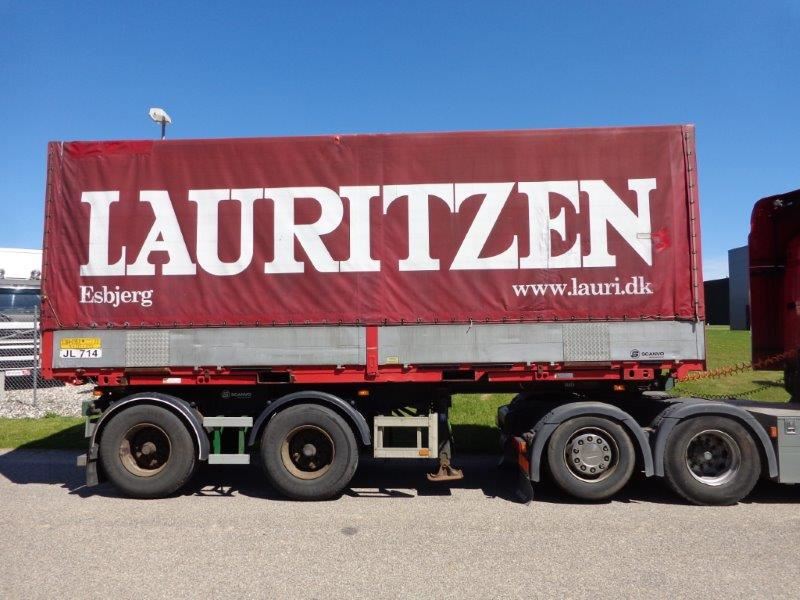 LAURITZEN
Esbjerg
www.lauri.dk
JL 714
SCANVO
SCANVO